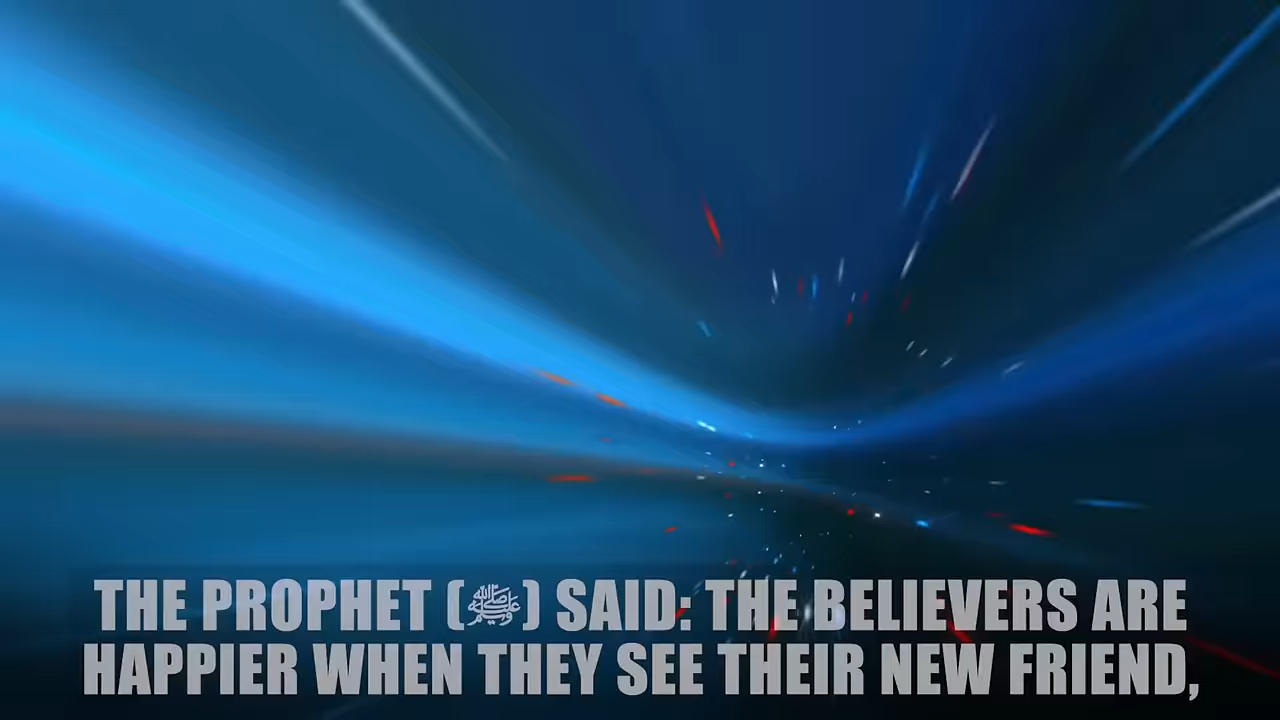 THE PROPHET (ﷺ) SAID: THE BELIEVERS ARE
HAPPIER WHEN THEY SEE THEIR NEW FRIEND,